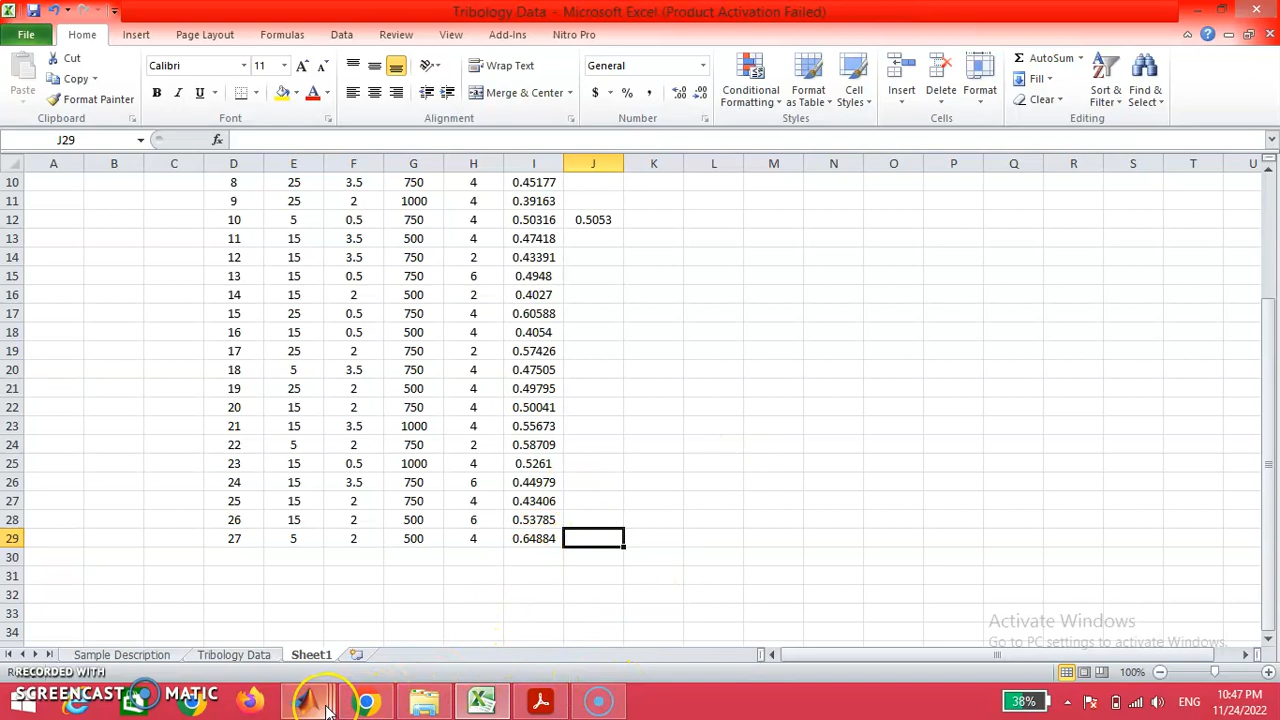 Tribology Data - Microsoft Excel (Product Activation Failed)
File Home Insert Page Layout Formulas Data Review View Add-Ins Nitro Pro
Paste Cut Copy Format Painter Clipboard
Calibri 11 B I U A A A Font
Wrap Text Merge & Center Alignment
General $ % , Number
Conditional Formatting Format as Table Cell Styles Styles
Insert Delete Format Cells
Σ AutoSum Fill Clear Sort & Filter Find & Select Editing
J29 fx
A B C D E F G H I J K L M N O P Q R S T U
10 8 25 3.5 750 4 0.45177
11 9 25 2 1000 4 0.39163
12 10 5 0.5 750 4 0.50316 0.5053
13 11 15 3.5 500 4 0.47418
14 12 15 3.5 750 2 0.43391
15 13 15 0.5 750 6 0.4948
16 14 15 2 500 2 0.4027
17 15 25 0.5 750 4 0.60588
18 16 15 0.5 500 4 0.4054
19 17 25 2 750 2 0.57426
20 18 5 3.5 750 4 0.47505
21 19 25 2 500 4 0.49795
22 20 15 2 750 4 0.50041
23 21 15 3.5 1000 4 0.55673
24 22 5 2 750 2 0.58709
25 23 15 0.5 1000 4 0.5261
26 24 15 3.5 750 6 0.44979
27 25 15 2 750 4 0.43406
28 26 15 2 500 6 0.53785
29 27 5 2 500 4 0.64884
30
31
32
33
34
Activate Windows
Go to PC settings to activate Windows.
Sample Description Tribology Data Sheet1
100%
RECORDED WITH
SCREENCAST MATIC
38% ENG
10:47 PM
11/24/2022